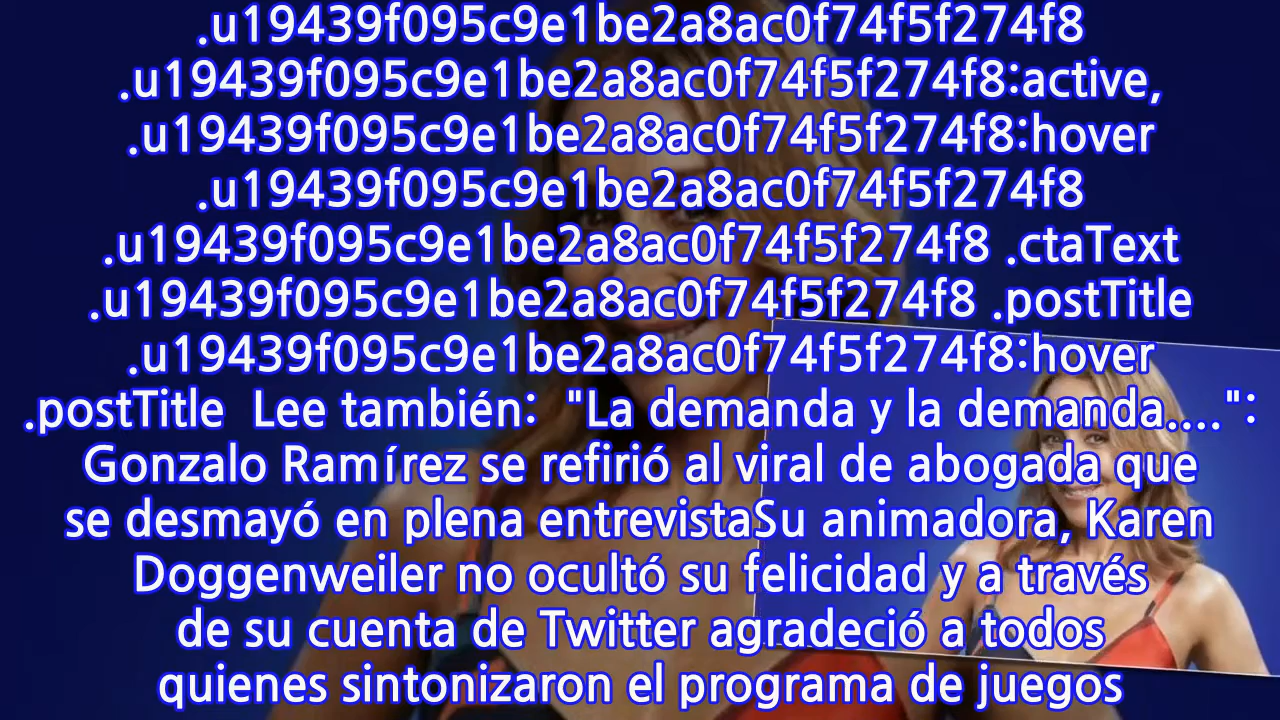 .u19439f095c9e1be2a8ac0f74f5f274f8
.u19439f095c9e1be2a8ac0f74f5f274f8:active,
.u19439f095c9e1be2a8ac0f74f5f274f8:hover
.u19439f095c9e1be2a8ac0f74f5f274f8
.u19439f095c9e1be2a8ac0f74f5f274f8 .ctaText
.u19439f095c9e1be2a8ac0f74f5f274f8 .postTitle
.u19439f095c9e1be2a8ac0f74f5f274f8:hover
.postTitle  Lee también:  "La demanda y la demanda....":
Gonzalo Ramírez se refirió al viral de abogada que
se desmayó en plena entrevistaSu animadora, Karen
Doggenweiler no ocultó su felicidad y a través
de su cuenta de Twitter agradeció a todos
quienes sintonizaron el programa de juegos